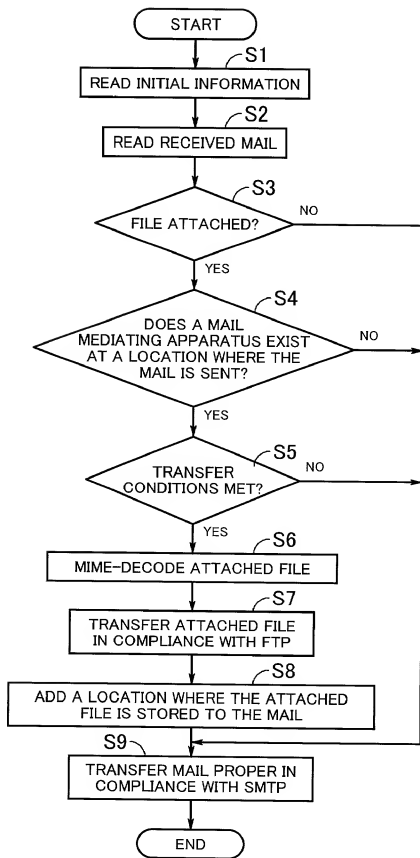 START
S1
READ INITIAL INFORMATION
S2
READ RECEIVED MAIL
S3
FILE ATTACHED?
NO
YES
S4
DOES A MAIL
MEDIATING APPARATUS EXIST
AT A LOCATION WHERE THE
MAIL IS SENT?
NO
YES
S5
TRANSFER
CONDITIONS MET?
NO
YES
S6
MIME-DECODE ATTACHED FILE
S7
TRANSFER ATTACHED FILE
IN COMPLIANCE WITH FTP
S8
ADD A LOCATION WHERE THE ATTACHED
FILE IS STORED TO THE MAIL
S9
TRANSFER MAIL PROPER IN
COMPLIANCE WITH SMTP
END